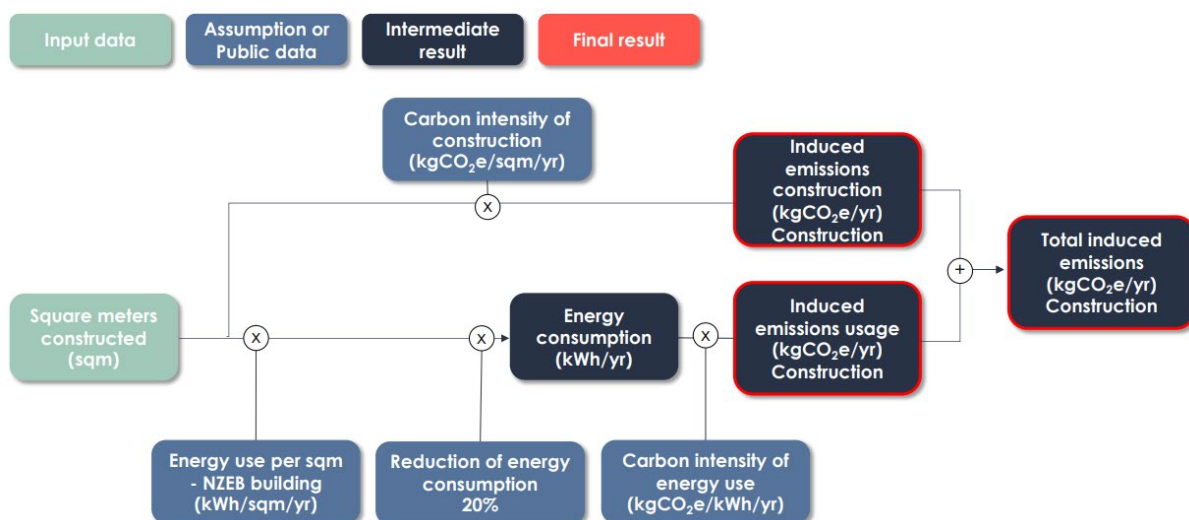 Input data
Assumption or
Public data
Intermediate
result
Final result
Carbon intensity of
construction
(kgCO₂e/sqm/yr)
Induced
emissions
construction
(kgCO₂e/yr)
Construction
X
Total induced
emissions
(kgCO₂e/yr)
Construction
+
Square meters
constructed
(sqm)
X
X
Energy
consumption
(kWh/yr)
X
Induced
emissions usage
(kgCO₂e/yr)
Construction
Energy use per sqm
- NZEB building
(kWh/sqm/yr)
Reduction of energy
consumption
20%
Carbon intensity of
energy use
(kgCO₂e/kWh/yr)